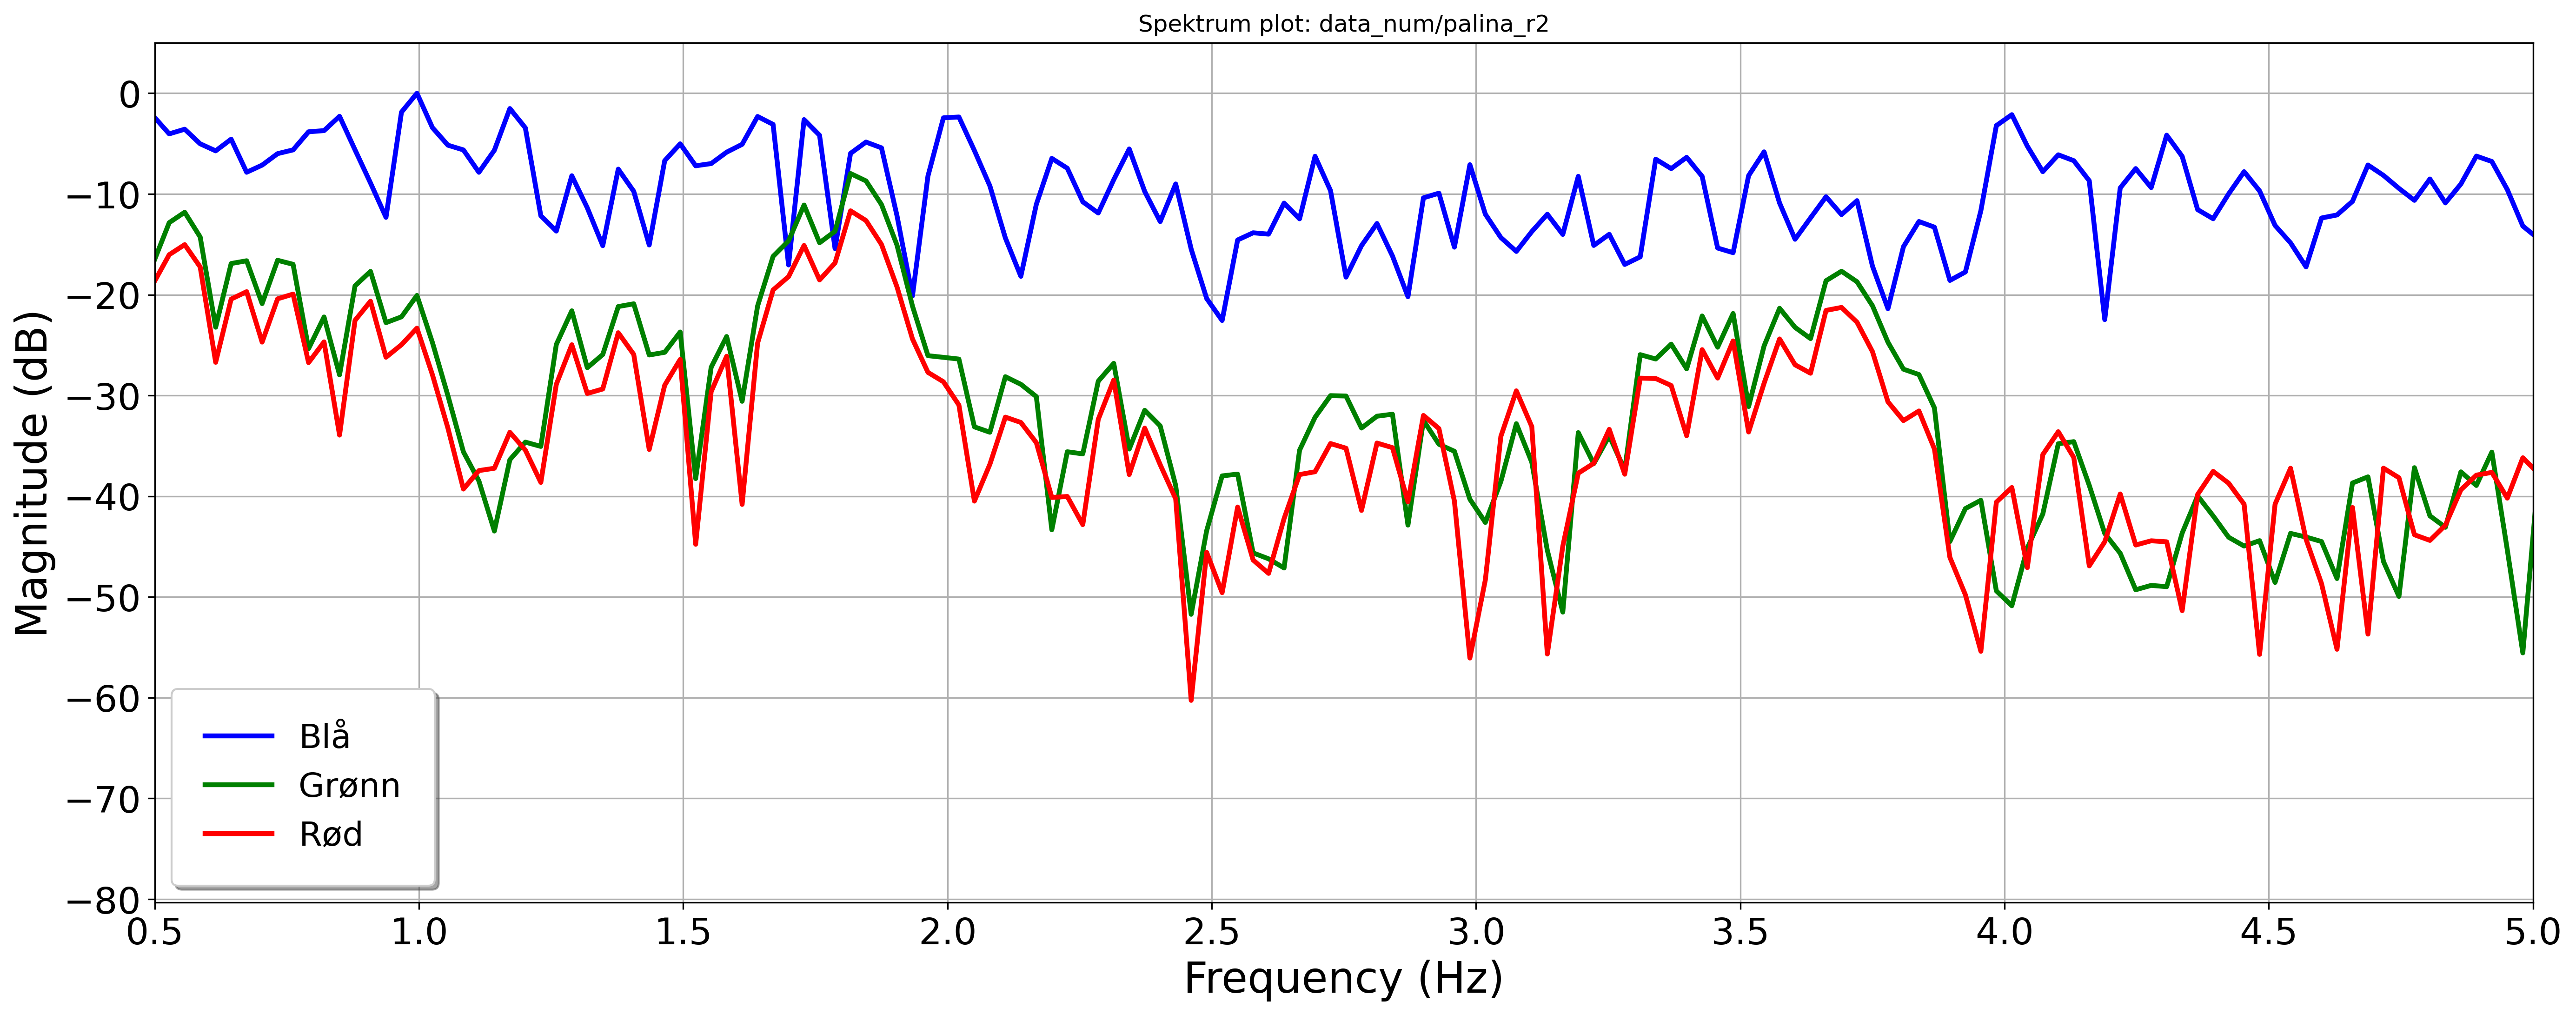 Spektrum plot: data_num/palina_r2
Magnitude (dB)
0
−10
−20
−30
−40
−50
−60
−70
−80
Blå
Grønn
Rød
0.5 1.0 1.5 2.0 2.5 3.0 3.5 4.0 4.5 5.0
Frequency (Hz)